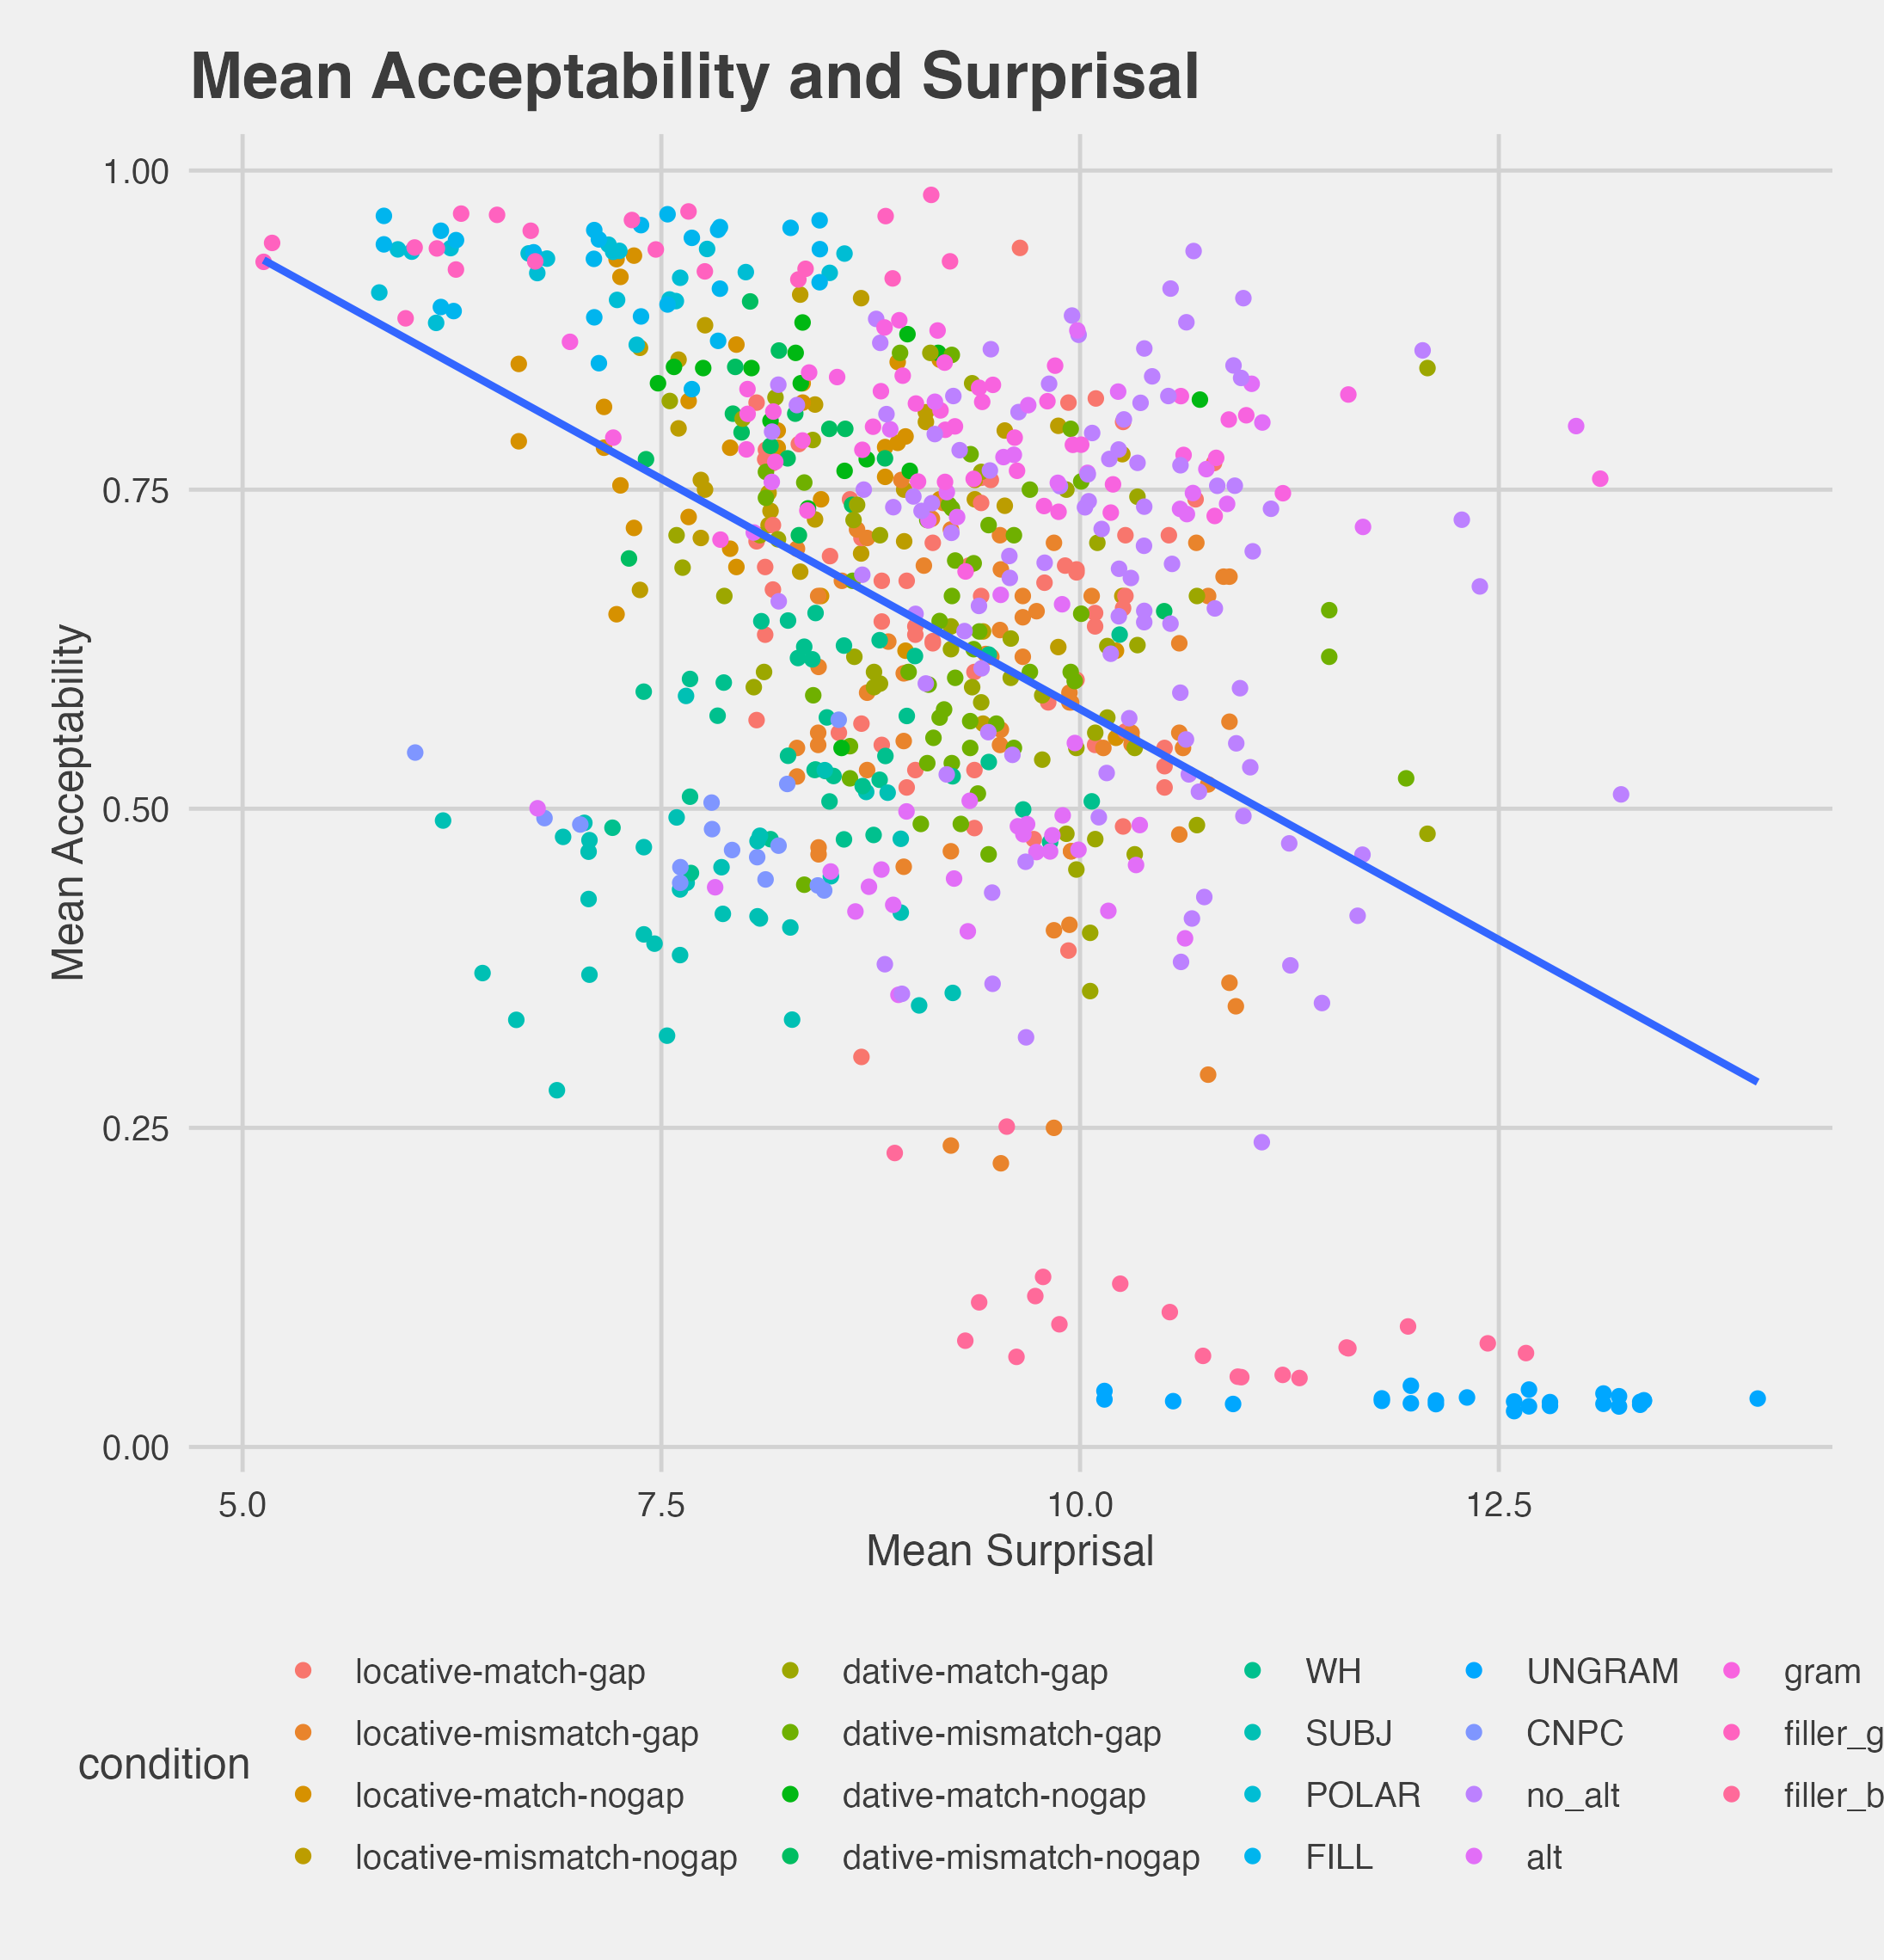 Mean Acceptability and Surprisal
1.00
0.75
0.50
0.25
0.00
Mean Acceptability
5.0 7.5 10.0 12.5
Mean Surprisal
condition
locative-match-gap
locative-mismatch-gap
locative-match-nogap
locative-mismatch-nogap
dative-match-gap
dative-mismatch-gap
dative-match-nogap
dative-mismatch-nogap
WH
SUBJ
POLAR
FILL
UNGRAM
CNPC
no_alt
alt
gram
filler_g
filler_b